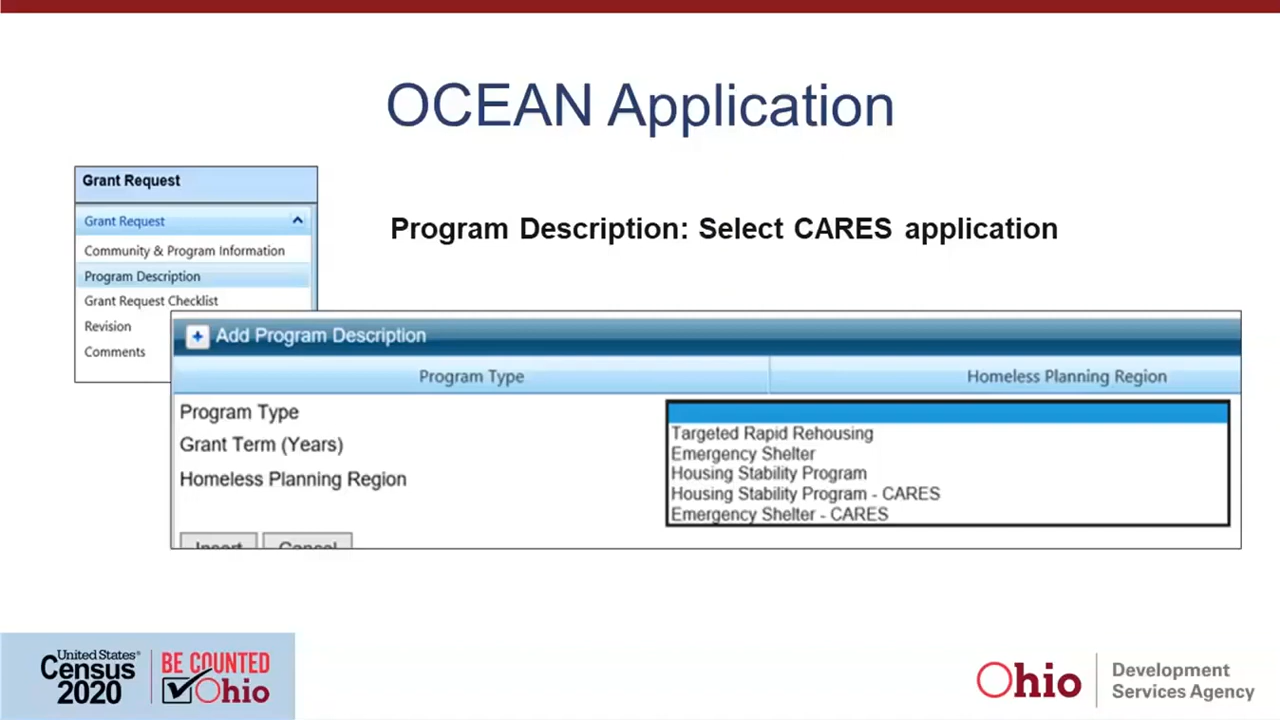 OCEAN Application
Grant Request
Grant Request
Community & Program Information
Program Description
Grant Request Checklist
Revision
Comments
Program Description: Select CARES application
Add Program Description
Program Type
Homeless Planning Region
Program Type
Grant Term (Years)
Homeless Planning Region
Targeted Rapid Rehousing
Emergency Shelter
Housing Stability Program
Housing Stability Program - CARES
Emergency Shelter - CARES
Insert
Cancel
United States®
Census
2020
BE COUNTED
Ohio
Ohio
Development
Services Agency